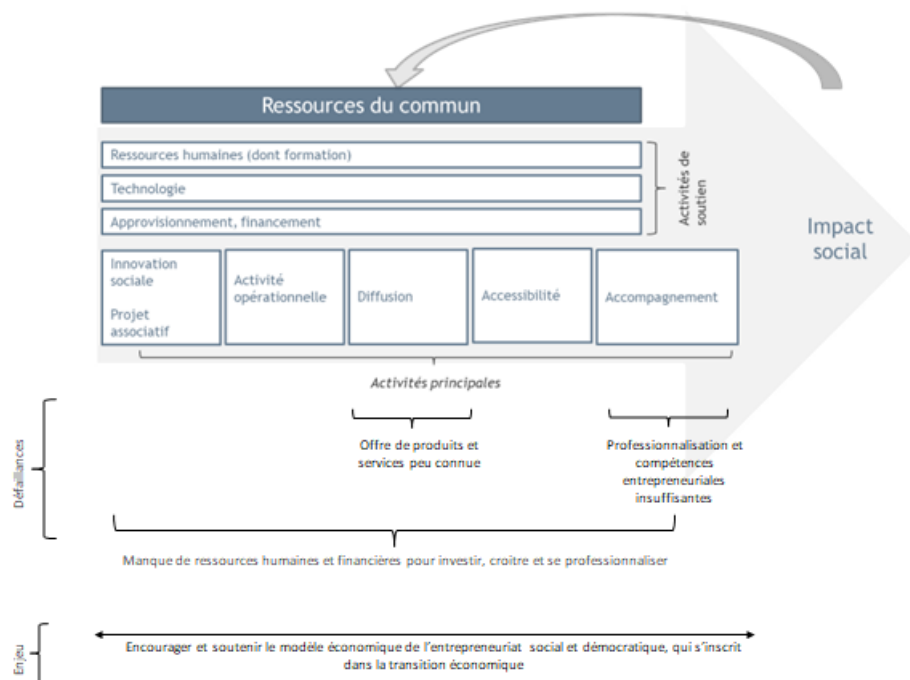 Ressources du commun
Ressources humaines (dont formation)
Technologie
Approvisionnement, financement
Activités de
soutien
Impact
social
Innovation
sociale
Projet
associatif
Activité
opérationnelle
Diffusion
Accessibilité
Accompagnement
Activités principales
Défaillances
Offre de produits et
services peu connue
Professionnalisation et
compétences
entrepreneuriales
insuffisantes
Manque de ressources humaines et financières pour investir, croitre et se professionnaliser
Enjeu
Encourager et soutenir le modèle économique de l'entrepreneuriat social et démocratique, qui s'inscrit
dans la transition économique